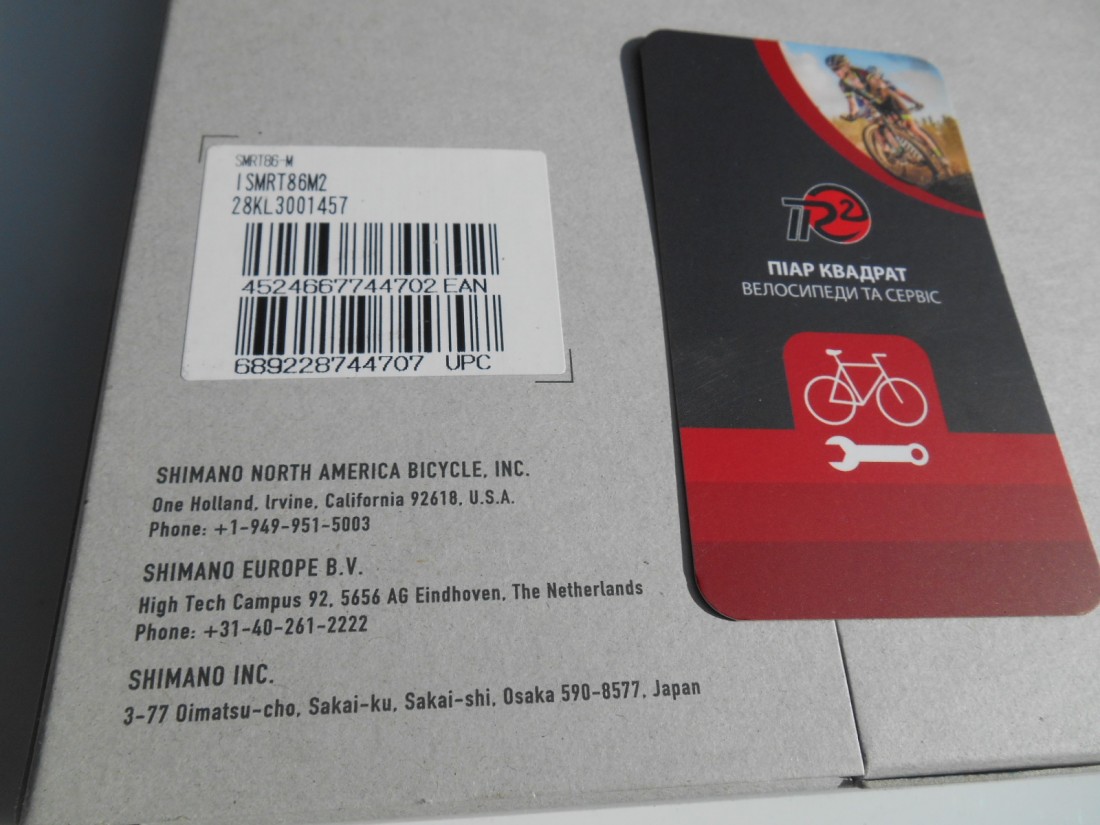 SMRT86-M
ISMRT86M2
28KL3001457
4524667744702 EAN
689228744707 UPC
SHIMANO NORTH AMERICA BICYCLE, INC.
One Holland, Irvine, California 92618, U.S.A.
Phone: +1-949-951-5003
SHIMANO EUROPE B.V.
High Tech Campus 92, 5656 AG Eindhoven, The Netherlands
Phone: +31-40-261-2222
SHIMANO INC.
3-77 Oimatsu-cho, Sakai-ku, Sakai-shi, Osaka 590-8577, Japan
ПR2
ПІАР КВАДРАТ
ВЕЛОСИПЕДИ ТА СЕРВІС